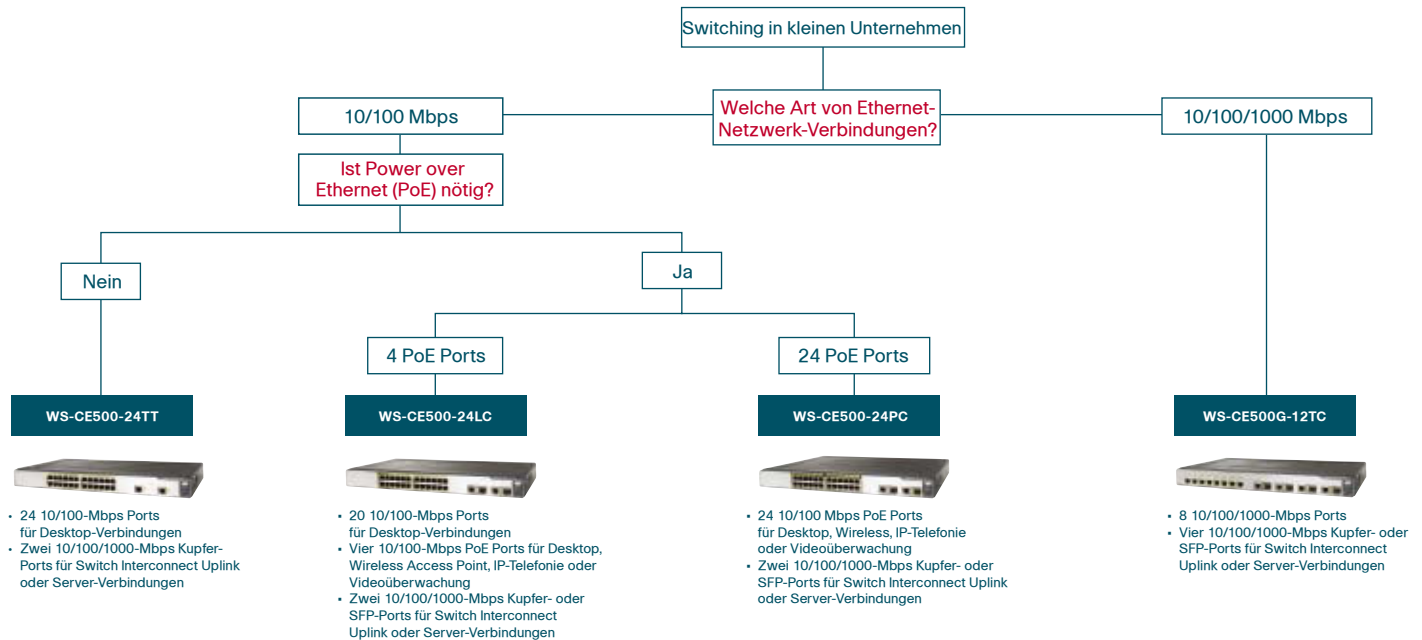 Switching in kleinen Unternehmen
Welche Art von Ethernet-
Netzwerk-Verbindungen?
10/100 Mbps
10/100/1000 Mbps
Ist Power over
Ethernet (PoE) nötig?
Nein
Ja
4 PoE Ports
24 PoE Ports
WS-CE500-24TT
• 24 10/100-Mbps Ports
für Desktop-Verbindungen
• Zwei 10/100/1000-Mbps Kupfer-
Ports für Switch Interconnect Uplink
oder Server-Verbindungen
WS-CE500-24LC
• 20 10/100-Mbps Ports
für Desktop-Verbindungen
• Vier 10/100-Mbps PoE Ports für Desktop,
Wireless Access Point, IP-Telefonie oder
Videoüberwachung
• Zwei 10/100/1000-Mbps Kupfer- oder
SFP-Ports für Switch Interconnect
Uplink oder Server-Verbindungen
WS-CE500-24PC
• 24 10/100 Mbps PoE Ports
für Desktop, Wireless, IP-Telefonie
oder Videoüberwachung
• Zwei 10/100/1000-Mbps Kupfer- oder
SFP-Ports für Switch Interconnect Uplink
oder Server-Verbindungen
WS-CE500G-12TC
• 8 10/100/1000-Mbps Ports
• Vier 10/100/1000-Mbps Kupfer- oder
SFP-Ports für Switch Interconnect
Uplink oder Server-Verbindungen